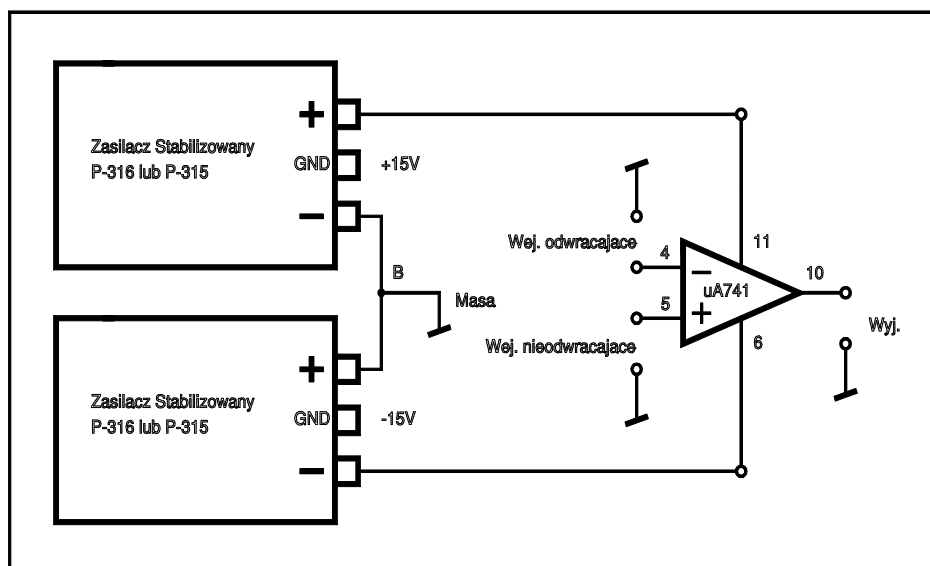 +
Zasilacz Stabilizowany
P-316 lub P-315
GND
+15V
−
B
Masa
+
Zasilacz Stabilizowany
P-316 lub P-315
GND
-15V
−
Wej. odwracajace
4
11
−
uA741
10
5
+
6
Wej. nieodwracajace
Wyj.